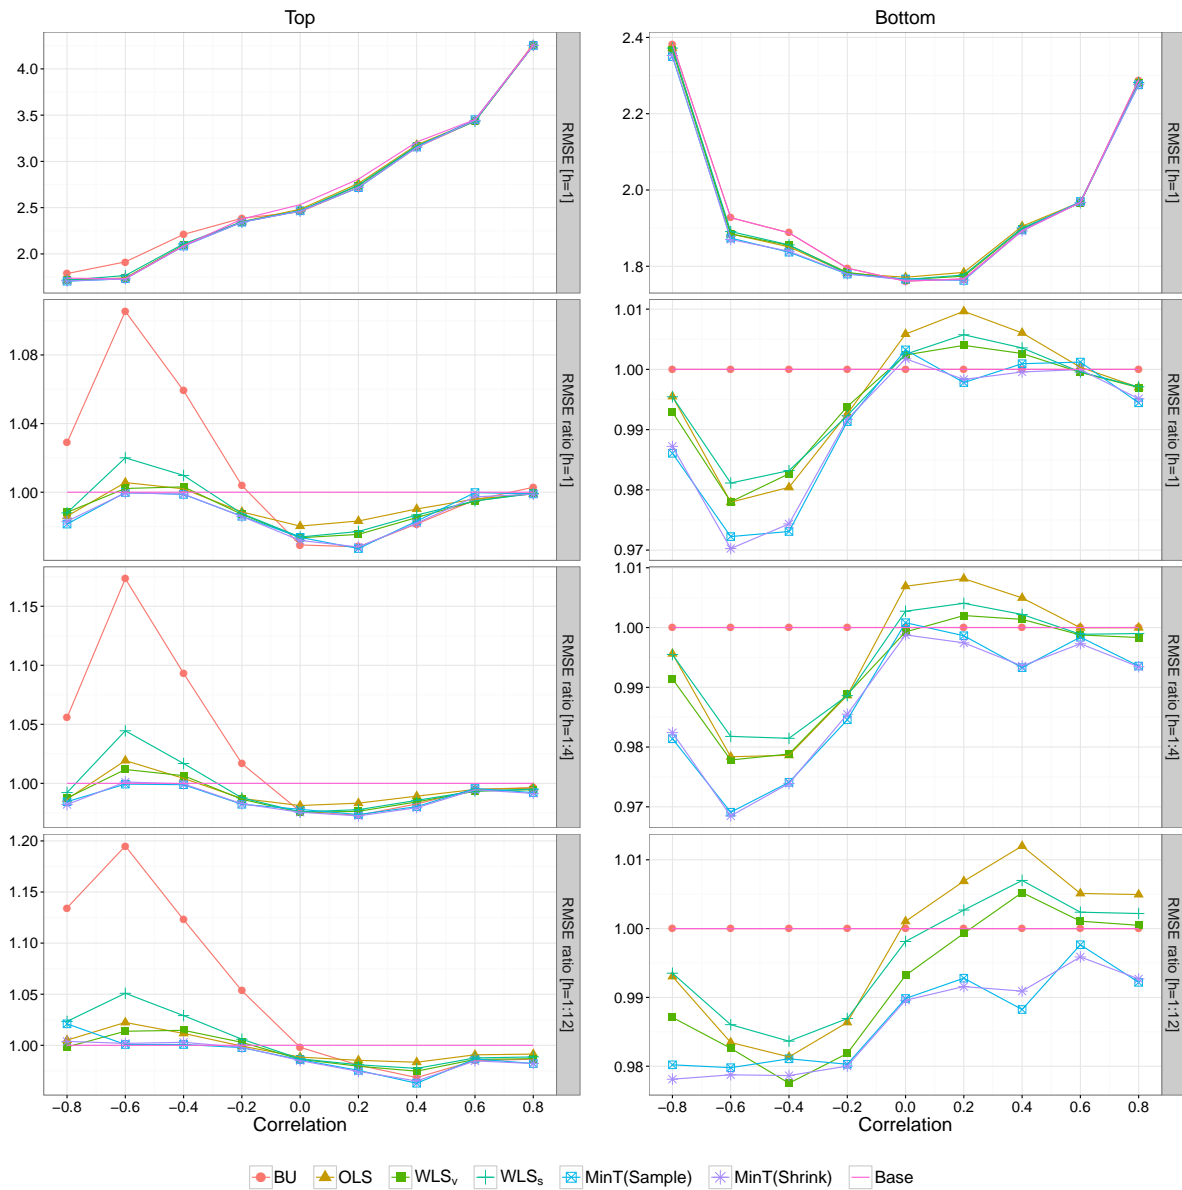 Top
Bottom
4.0
3.5
3.0
2.5
2.0
RMSE [h=1]
2.4
2.2
2.0
1.8
RMSE [h=1]
1.08
1.04
1.00
RMSE ratio [h=1]
1.01
1.00
0.99
0.98
0.97
RMSE ratio [h=1]
1.15
1.10
1.05
1.00
RMSE ratio [h=1:4]
1.01
1.00
0.99
0.98
0.97
RMSE ratio [h=1:4]
1.20
1.15
1.10
1.05
1.00
RMSE ratio [h=1:12]
1.01
1.00
0.99
0.98
RMSE ratio [h=1:12]
−0.8 −0.6 −0.4 −0.2 0.0 0.2 0.4 0.6 0.8
Correlation
−0.8 −0.6 −0.4 −0.2 0.0 0.2 0.4 0.6 0.8
Correlation
BU OLS WLSv WLSs MinT(Sample) MinT(Shrink) Base